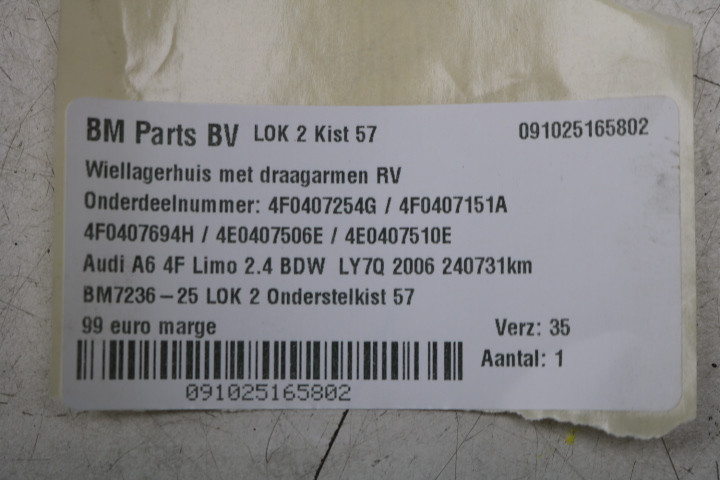 BM Parts BV LOK 2 Kist 57 091025165802
Wiellagerhuis met draagarmen RV
Onderdeelnummer: 4F0407254G / 4F0407151A
4F0407694H / 4E0407506E / 4E0407510E
Audi A6 4F Limo 2.4 BDW LY7Q 2006 240731km
BM7236-25 LOK 2 Onderstelkist 57
99 euro marge Verz: 35
Aantal: 1
091025165802